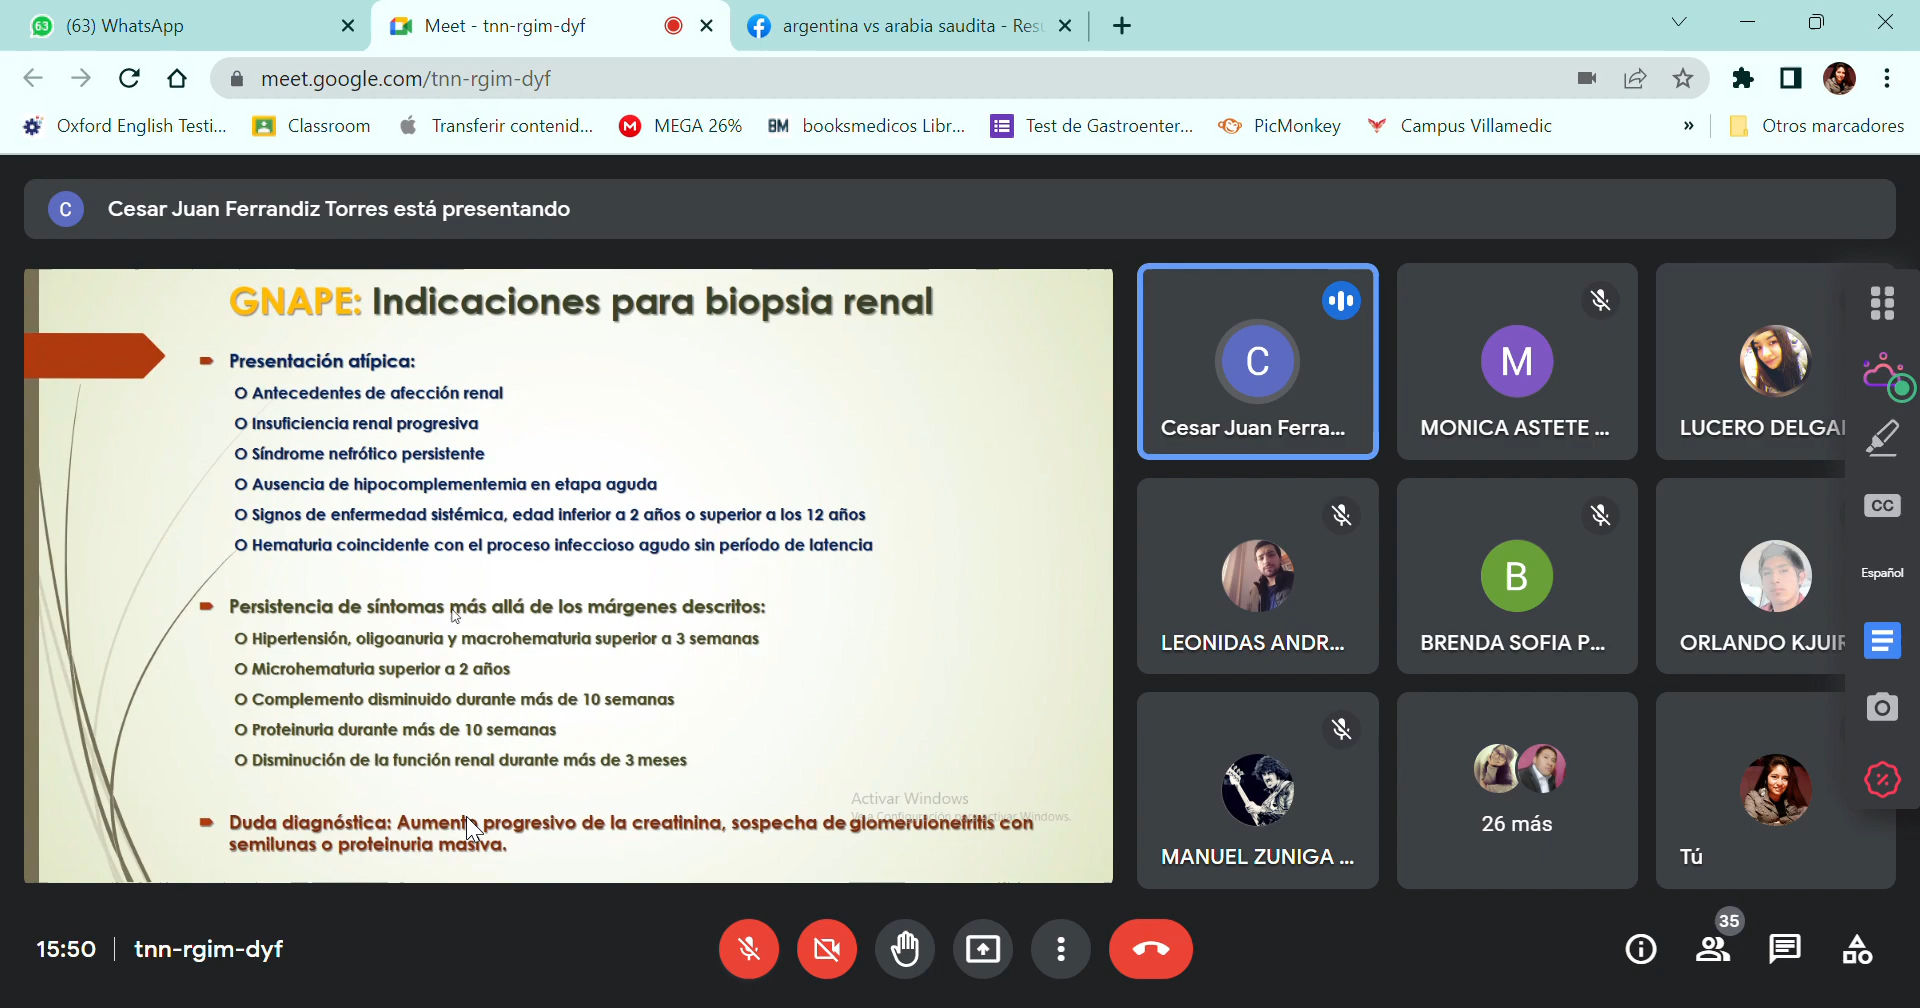 (63) WhatsApp
Meet - tnn-rgim-dyf
argentina vs arabia saudita - Resu
meet.google.com/tnn-rgim-dyf
Oxford English Testi...
Classroom
Transferir contenid...
MEGA 26%
BM booksmedicos Libr...
Test de Gastroenter...
PicMonkey
Campus Villamedic
»
Otros marcadores
C Cesar Juan Ferrandiz Torres está presentando
GNAPE: Indicaciones para biopsia renal
Presentación atípica:
O Antecedentes de afección renal
O Insuficiencia renal progresiva
O Síndrome nefrótico persistente
O Ausencia de hipocomplementemia en etapa aguda
O Signos de enfermedad sistémica, edad inferior a 2 años o superior a los 12 años
O Hematuria coincidente con el proceso infeccioso agudo sin período de latencia
Persistencia de síntomas más allá de los márgenes descritos:
O Hipertensión, oligoanuria y macrohematuria superior a 3 semanas
O Microhematuria superior a 2 años
O Complemento disminuido durante más de 10 semanas
O Proteinuria durante más de 10 semanas
O Disminución de la función renal durante más de 3 meses
Duda diagnóstica: Aumento progresivo de la creatinina, sospecha de glomerulonefritis con
semilunas o proteinuria masiva.
Activar Windows
Ve a Configuración para activar Windows.
C
Cesar Juan Ferra...
M
MONICA ASTETE ...
LUCERO DELGA
LEONIDAS ANDR...
B
BRENDA SOFIA P...
ORLANDO KJUIR
MANUEL ZUNIGA ...
26 más
Tú
CC
Español
15:50
tnn-rgim-dyf
35